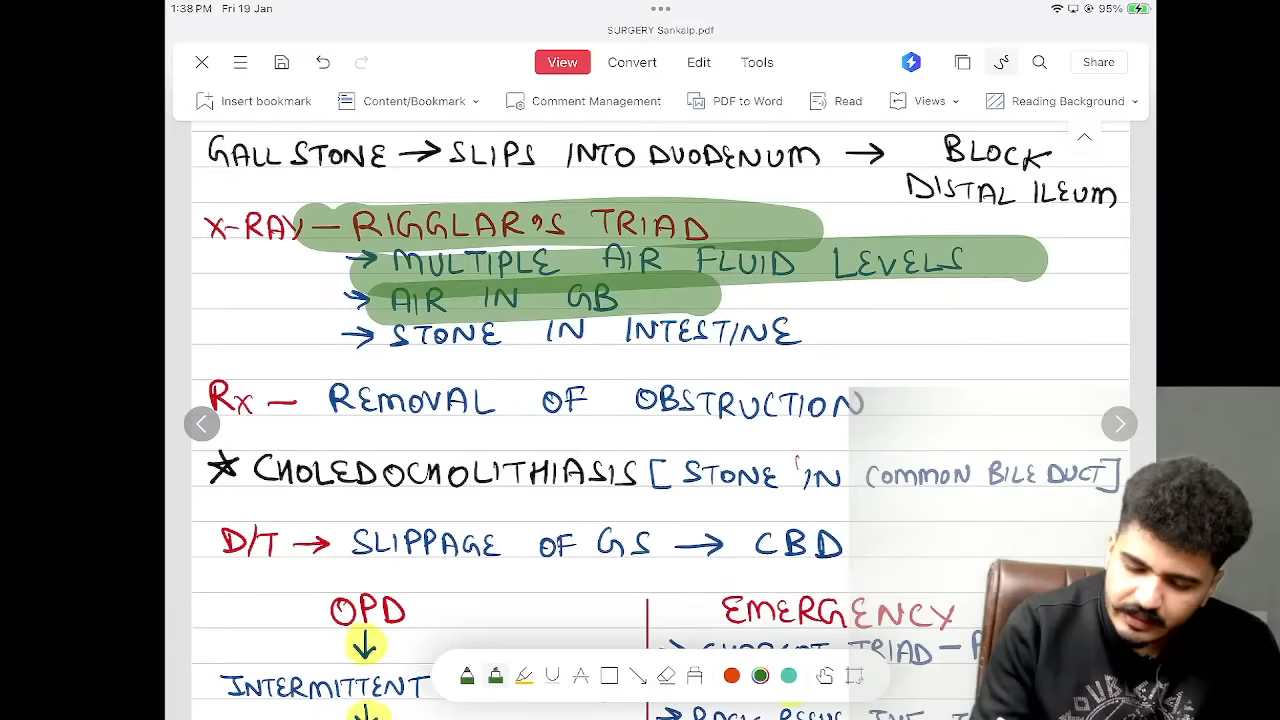 1:38 PM Fri 19 Jan
95%
SURGERY Sankalp.pdf
View Convert Edit Tools Share
Insert bookmark Content/Bookmark Comment Management PDF to Word Read Views Reading Background
GALL STONE → SLIPS INTO DUODENUM → BLOCK
DISTAL ILEUM
X-RAY — RIGGLAR'S TRIAD
→ MULTIPLE AIR FLUID LEVELS
→ AIR IN GB
→ STONE IN INTESTINE
Rx — REMOVAL OF OBSTRUCTION
★ CHOLEDOCHOLITHIASIS [STONE IN COMMON BILE DUCT]
D/T → SLIPPAGE OF GS → CBD
OPD
EMERGENCY
↓
TRIAD —
INTERMITTENT